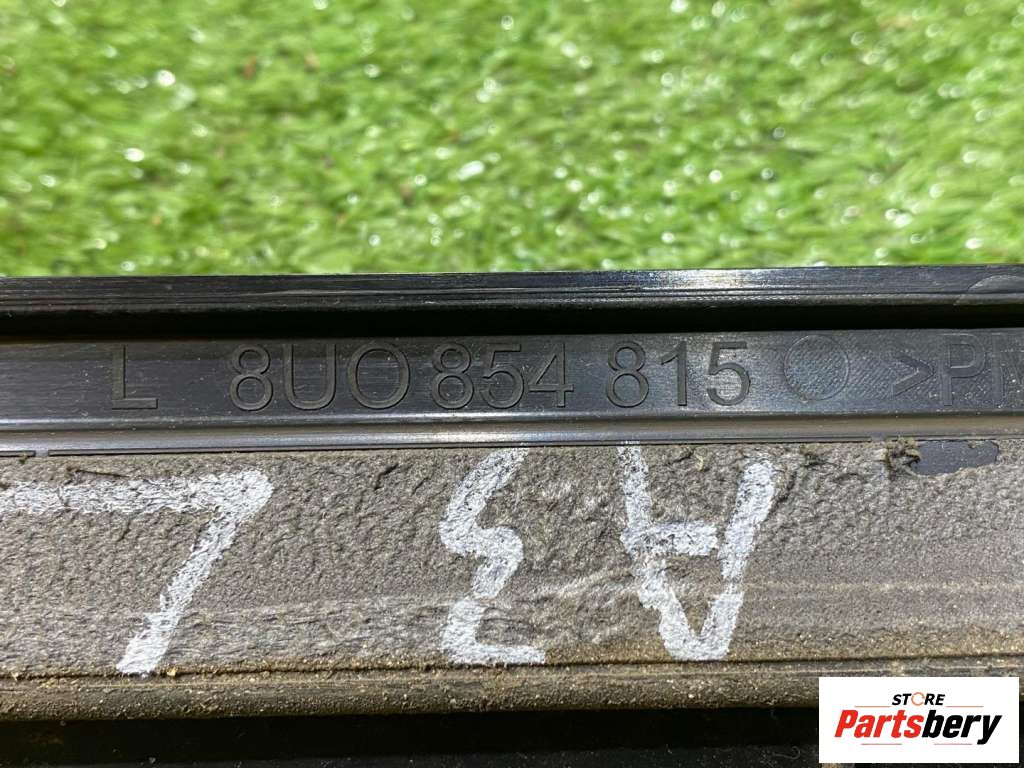 L 8U0 854 815 >P
A3 L
STORE
Partsbery